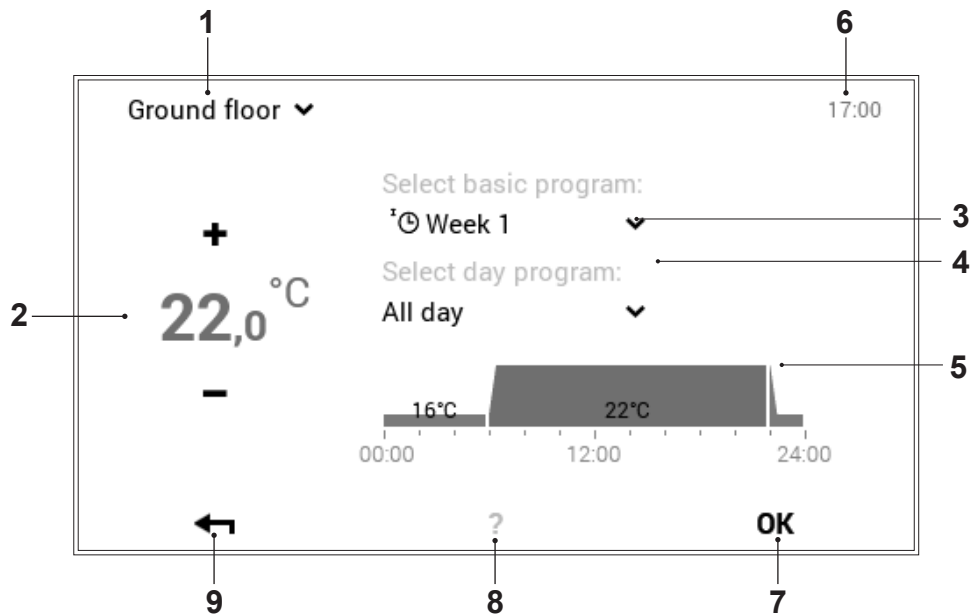 1
6
Ground floor
17:00
Select basic program:
I Week 1
3
Select day program:
4
+
22,0 °C
2
All day
−
5
16°C
22°C
00:00
12:00
24:00
?
OK
9
8
7